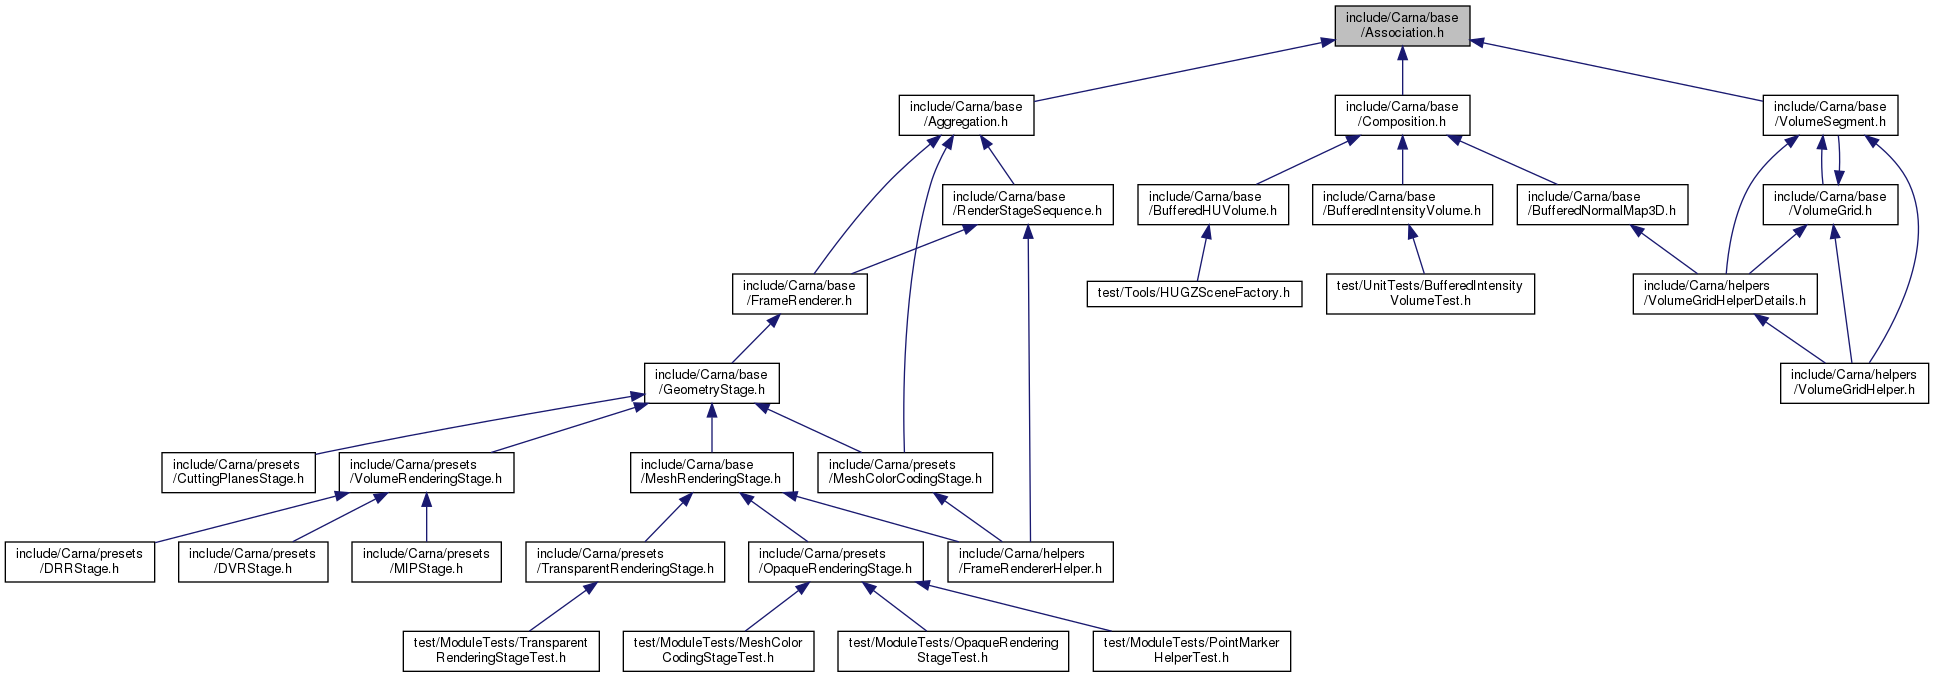 include/Carna/base
/Association.h
include/Carna/base
/Aggregation.h
include/Carna/base
/Composition.h
include/Carna/base
/VolumeSegment.h
include/Carna/base
/RenderStageSequence.h
include/Carna/base
/BufferedHUVolume.h
include/Carna/base
/BufferedIntensityVolume.h
include/Carna/base
/BufferedNormalMap3D.h
include/Carna/base
/VolumeGrid.h
include/Carna/base
/FrameRenderer.h
test/Tools/HUGZSceneFactory.h
test/UnitTests/BufferedIntensity
VolumeTest.h
include/Carna/helpers
/VolumeGridHelperDetails.h
include/Carna/base
/GeometryStage.h
include/Carna/helpers
/VolumeGridHelper.h
include/Carna/presets
/CuttingPlanesStage.h
include/Carna/presets
/VolumeRenderingStage.h
include/Carna/base
/MeshRenderingStage.h
include/Carna/presets
/MeshColorCodingStage.h
include/Carna/presets
/DRRStage.h
include/Carna/presets
/DVRStage.h
include/Carna/presets
/MIPStage.h
include/Carna/presets
/TransparentRenderingStage.h
include/Carna/presets
/OpaqueRenderingStage.h
include/Carna/helpers
/FrameRendererHelper.h
test/ModuleTests/Transparent
RenderingStageTest.h
test/ModuleTests/MeshColor
CodingStageTest.h
test/ModuleTests/OpaqueRendering
StageTest.h
test/ModuleTests/PointMarker
HelperTest.h